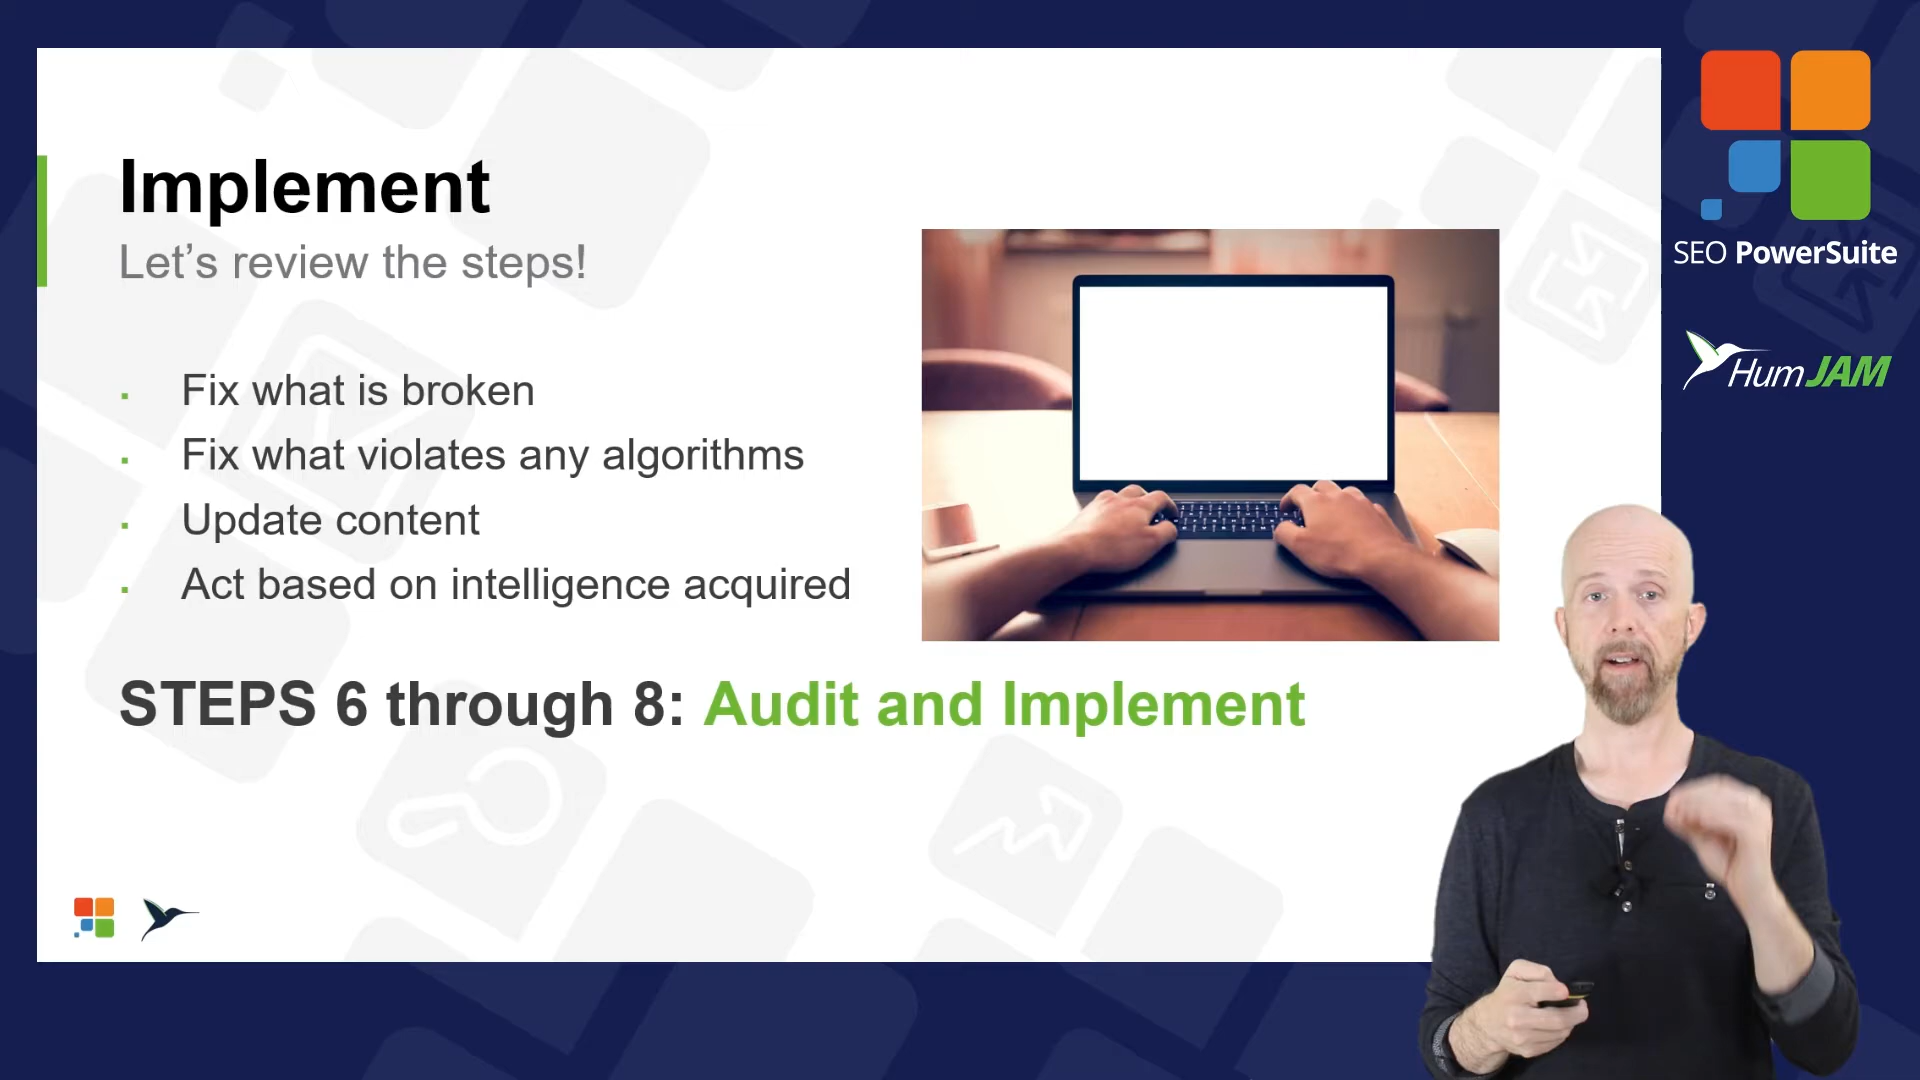 Implement
Let’s review the steps!
Fix what is broken
Fix what violates any algorithms
Update content
Act based on intelligence acquired
STEPS 6 through 8: Audit and Implement
SEO PowerSuite
HumJAM